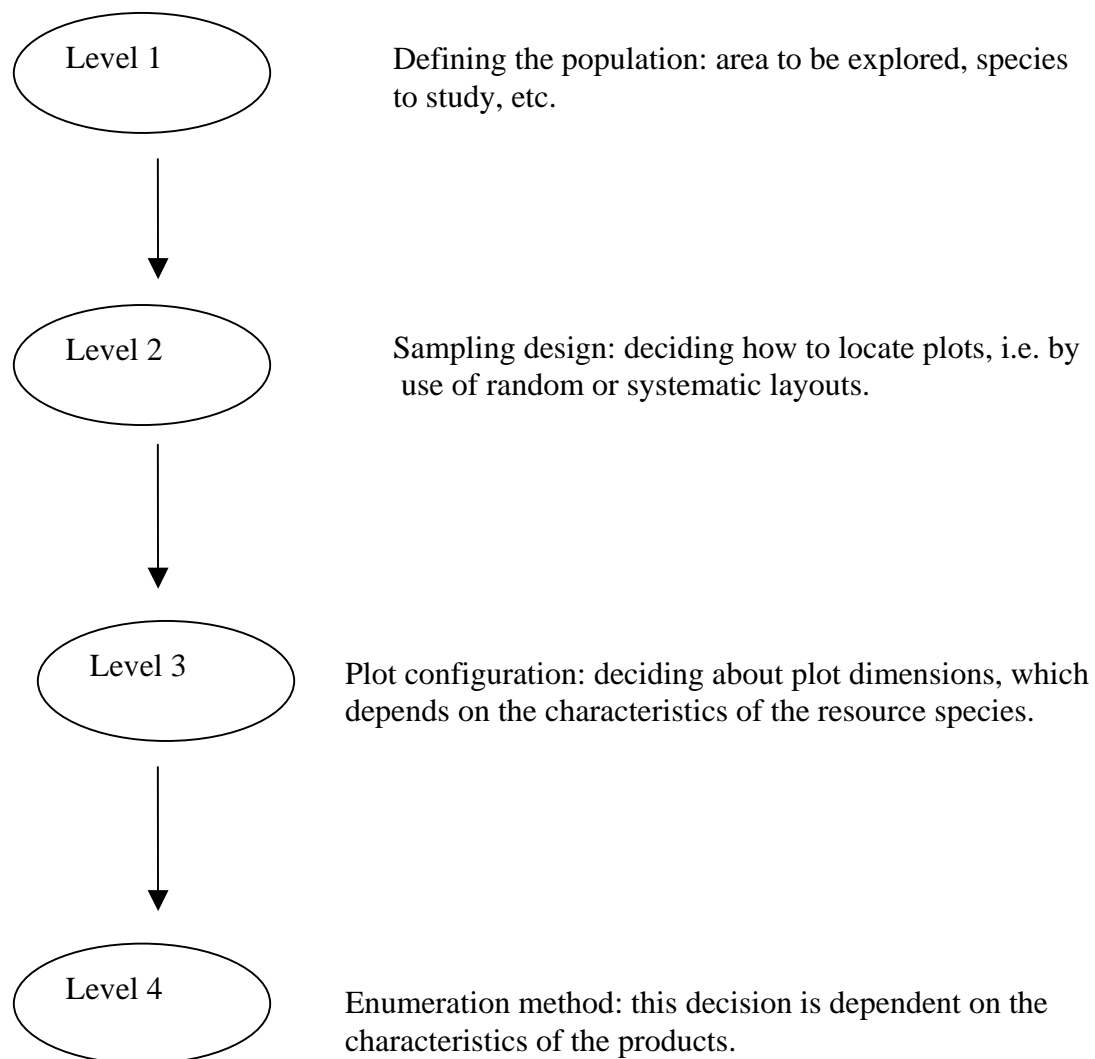 Level 1
Defining the population: area to be explored, species
to study, etc.
Level 2
Sampling design: deciding how to locate plots, i.e. by
use of random or systematic layouts.
Level 3
Plot configuration: deciding about plot dimensions, which
depends on the characteristics of the resource species.
Level 4
Enumeration method: this decision is dependent on the
characteristics of the products.